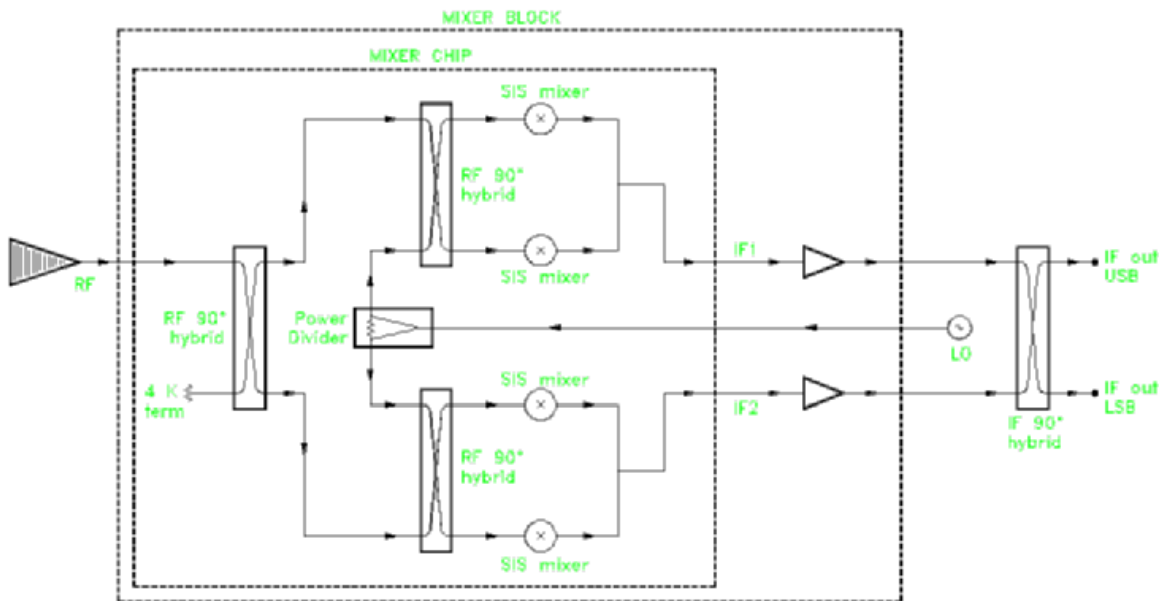 MIXER BLOCK
MIXER CHIP
SIS mixer
RF 90°
hybrid
SIS mixer
RF
RF 90°
hybrid
Power
Divider
IF1
IF out
USB
LO
4 K
term
SIS mixer
RF 90°
hybrid
IF2
IF out
LSB
IF 90°
hybrid
SIS mixer